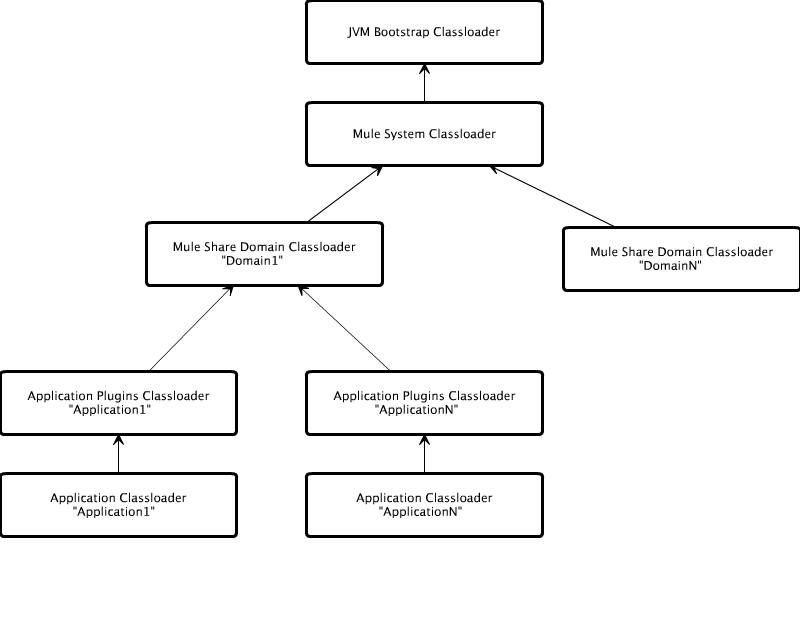 JVM Bootstrap Classloader
Mule System Classloader
Mule Share Domain Classloader
"Domain1"
Mule Share Domain Classloader
"DomainN"
Application Plugins Classloader
"Application1"
Application Plugins Classloader
"ApplicationN"
Application Classloader
"Application1"
Application Classloader
"ApplicationN"